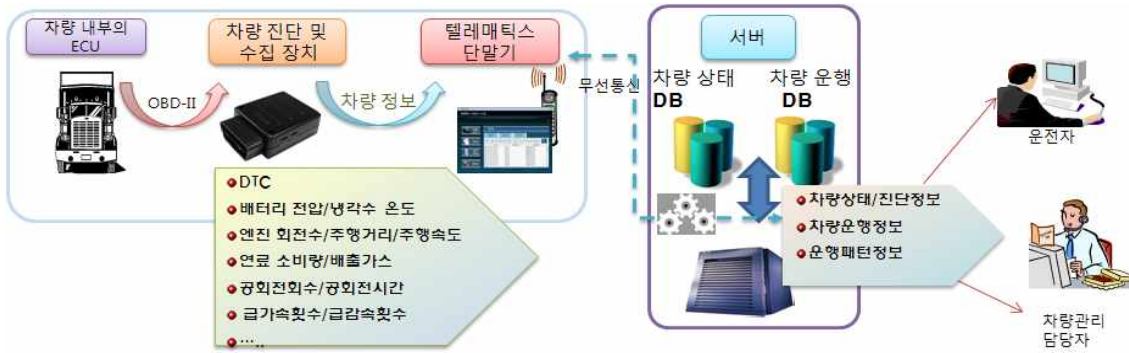 차량 내부의
ECU
차량 진단 및
수집 장치
텔레매틱스
단말기
OBD-II
차량 정보
무선통신
서버
차량 상태
DB
차량 운행
DB
DTC
배터리 전압/냉각수 온도
엔진 회전수/주행거리/주행속도
연료 소비량/배출가스
공회전회수/공회전시간
급가속횟수/급감속횟수
…..
차량상태/진단정보
차량운행정보
운행패턴정보
운전자
차량관리
담당자